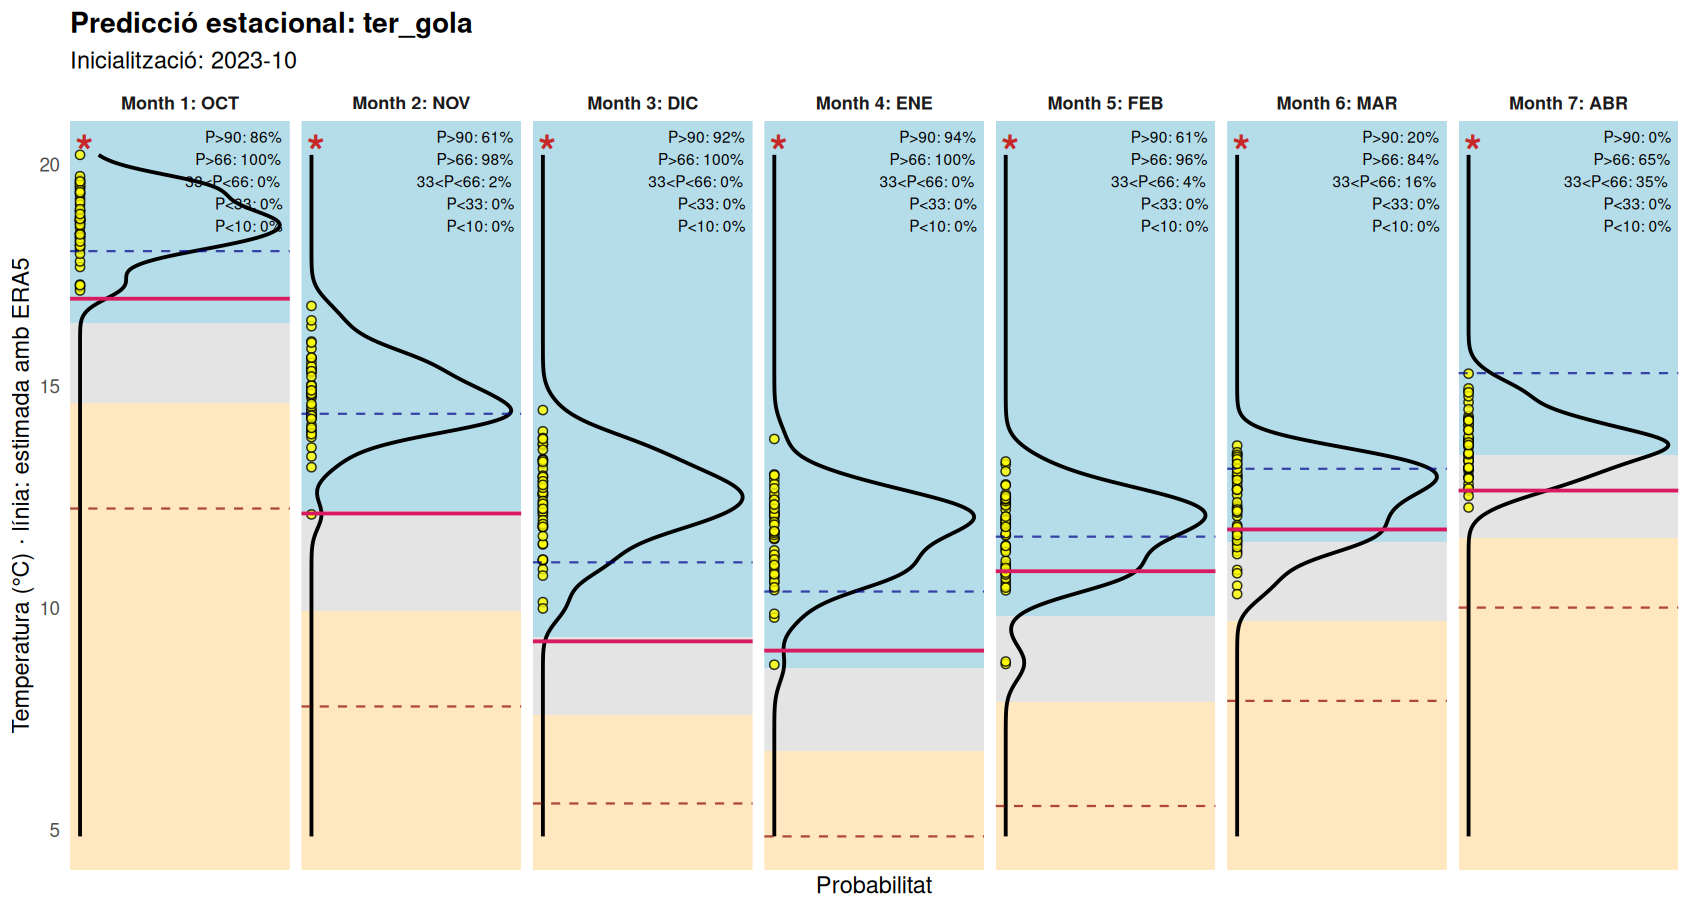 Predicció estacional: ter_gola
Inicialització: 2023-10
Month 1: OCT
Month 2: NOV
Month 3: DIC
Month 4: ENE
Month 5: FEB
Month 6: MAR
Month 7: ABR
P>90: 86%
P>66: 100%
33<P<66: 0%
P<33: 0%
P<10: 0%
P>90: 61%
P>66: 98%
33<P<66: 2%
P<33: 0%
P<10: 0%
P>90: 92%
P>66: 100%
33<P<66: 0%
P<33: 0%
P<10: 0%
P>90: 94%
P>66: 100%
33<P<66: 0%
P<33: 0%
P<10: 0%
P>90: 61%
P>66: 96%
33<P<66: 4%
P<33: 0%
P<10: 0%
P>90: 20%
P>66: 84%
33<P<66: 16%
P<33: 0%
P<10: 0%
P>90: 0%
P>66: 65%
33<P<66: 35%
P<33: 0%
P<10: 0%
20
15
10
5
Temperatura (°C) · línia: estimada amb ERA5
Probabilitat